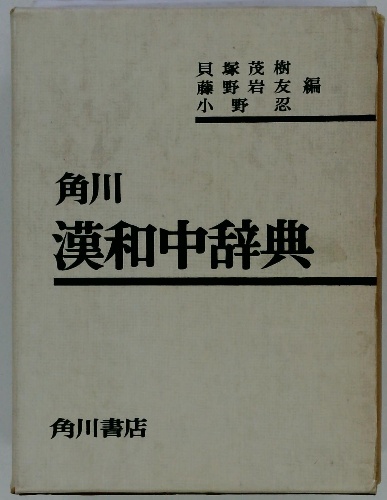 貝塚茂樹
藤野岩友 編
小野忍
角川
漢和中辞典
角川書店